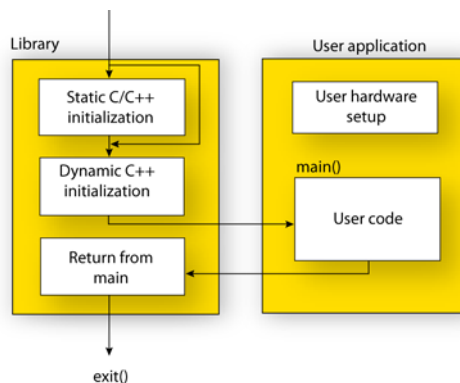 Library
User application
Static C/C++
initialization
User hardware
setup
Dynamic C++
initialization
main()
User code
Return from
main
exit()